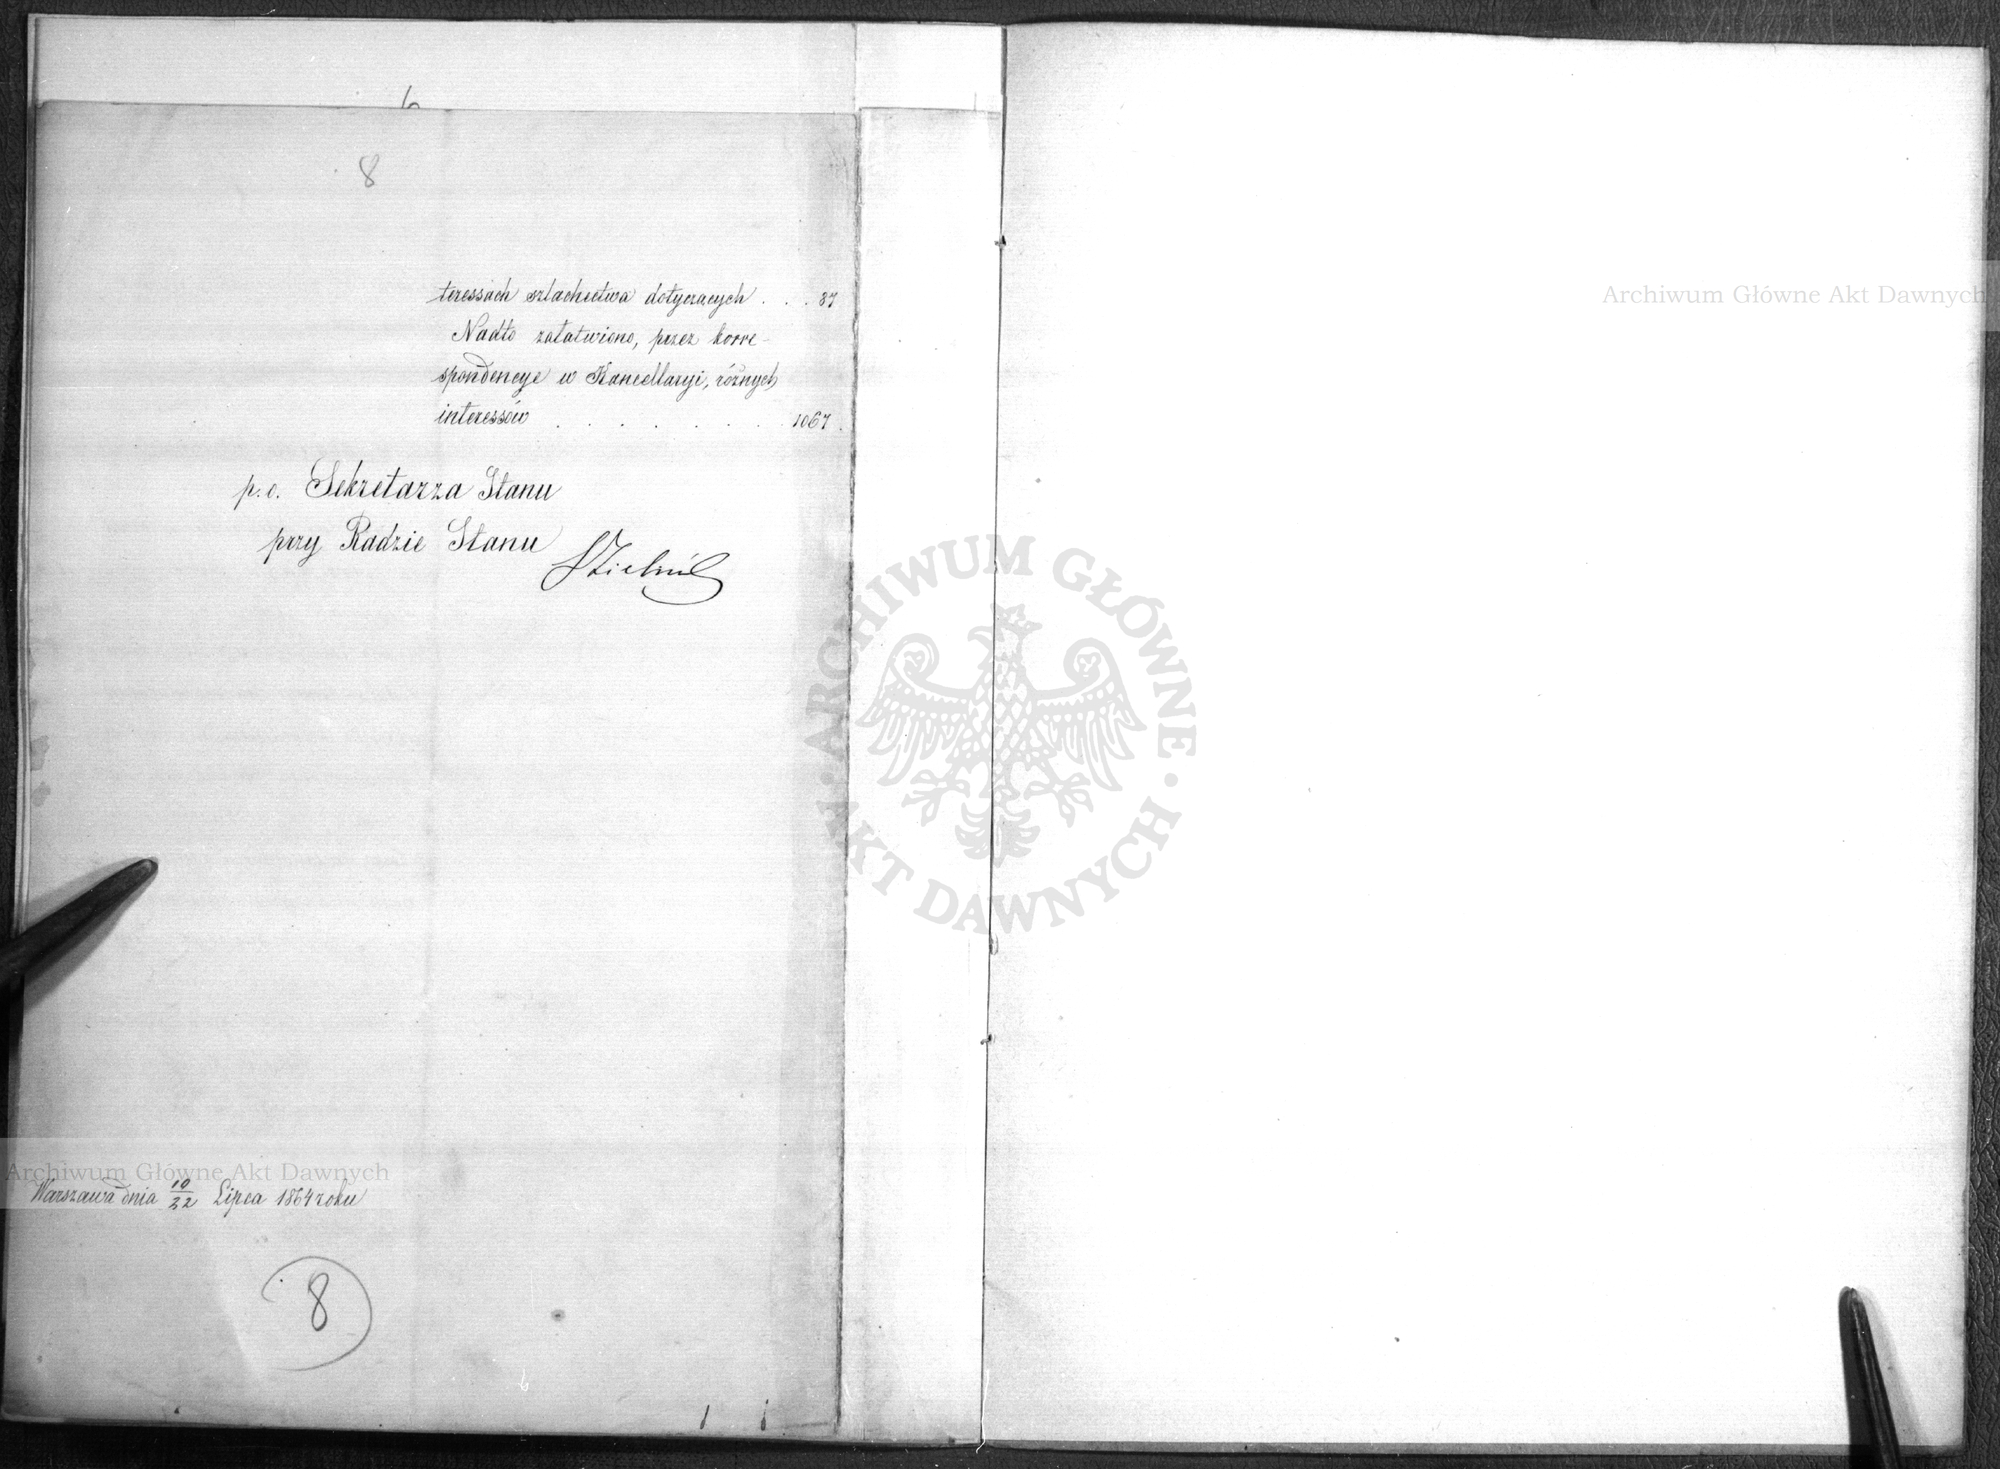 8
teressach szlachectwa dotyczących . . . 87
Nadto załatwiono, przez korre-
spondencye w Kancellaryi, różnych
interessów . . . . . . . . 1067.
p.o. Sekretarza Stanu
przy Radzie Stanu
Archiwum Główne Akt Dawnych
ARCHIWUM GŁÓWNE AKT DAWNYCH
Archiwum Główne Akt Dawnych
Warszawa dnia 10/22 Lipca 1864 roku
8